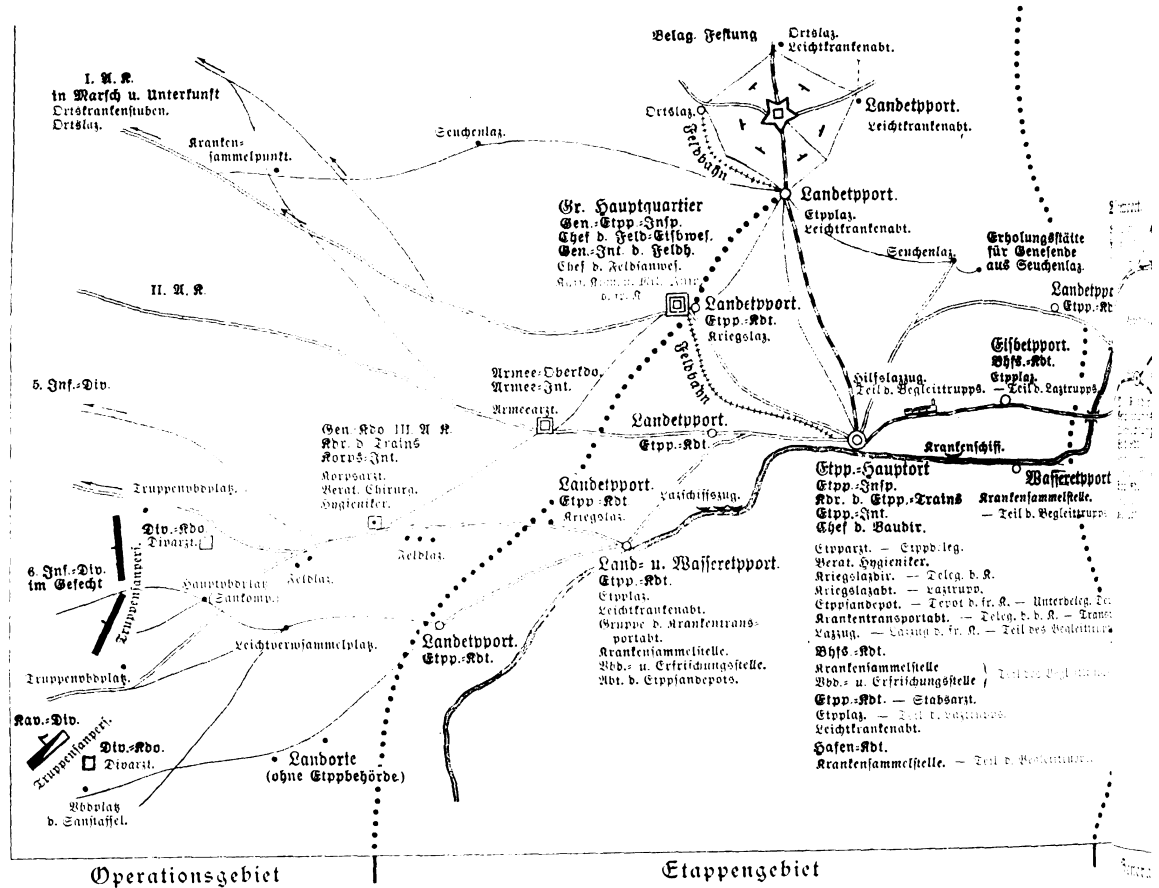 Belag. Festung
Ortslaz.
Leichtkrankenabt.
I. A. K.
in Marsch u. Unterkunft
Ortskrankenstuben.
Ortslaz.
Ortslaz.
Landetpport.
Leichtkrankenabt.
Kranken-
sammelpunkt.
Seuchenlaz.
Feldbahn
Landetpport.
Etpplaz.
Leichtkrankenabt.
Gr. Hauptquartier
Gen.-Etpp.-Insp.
Chef d. Feld-Eisbwes.
Gen.-Int. d. Feldh.
Chef d. Feldsanwes.
Seuchenlaz.
Erholungsstätte
für Genesende
aus Seuchenlaz.
II. A. K.
Landetpport.
Etpp.-Kdt.
Kriegslaz.
Etpp.-
Feldbahn
Eisbetpport.
Bhfs.-Kdt.
Etpplaz.
— Teil d. Laztrupps.
Hilfslazzug.
Teil d. Begleittrupps.
5. Inf.-Div.
Armee-Oberkdo.
Armee-Int.
Armeearzt.
Landetpport.
Etpp.-Kdt.
Gen.-Kdo III. A. K.
Kdr. d. Trains
Korps-Int.
Korpsarzt.
Berat. Chirurg.
Hygieniker.
Krankenschiff.
Wasseretpport
Krankensammelstelle.
— Teil d. Begleittrupps
Landetpport.
Etpp.-Kdt
Kriegslaz.
Lazschiffszug.
Truppenvbdplatz.
Div.-Kdo
Divarzt.
Feldlaz.
6. Inf.-Div.
im Gefecht
Truppensanpers.
Hauptvbdplatz
(Sankomp.)
Feldlaz.
Leichtverwsammelplatz.
Landetpport.
Etpp.-Kdt.
Land- u. Wasseretpport.
Etpp.-Kdt.
Etpplaz.
Leichtkrankenabt.
Gruppe d. Krankentrans-
portabt.
Krankensammelstelle.
Vbd.- u. Erfrischungsstelle.
Abt. d. Etppsandepots.
Etpp.-Hauptort
Etpp.-Insp.
Kdr. d. Etpp.-Trains
Etpp.-Int.
Chef d. Baudir.
Etpparzt. — Etppdeleg.
Berat. Hygieniker.
Kriegslazdir. — Deleg. d. K.
Kriegslazabt. — Laztrupp.
Etppsandepot. — Depot d. fr. K. — Unterdeleg.
Krankentransportabt. — Deleg. d. d. K.
Lazzug. — Lazzug d. fr. K. — Teil des Begleittrupps
Bhfs.-Kdt.
Krankensammelstelle
Vbd.- u. Erfrischungsstelle
Etpp.-Kdt. — Stabsarzt.
Etpplaz. — Teil d. Laztrupps.
Leichtkrankenabt.
Hafen-Kdt.
Krankensammelstelle. — Teil d.
Truppenvbdplatz.
Kav.-Div.
Truppensanpers.
Div.-Kdo.
Divarzt.
Vbdplatz
d. Sanstaffel.
Landorte
(ohne Etppbehörde.)
Operationsgebiet
Etappengebiet